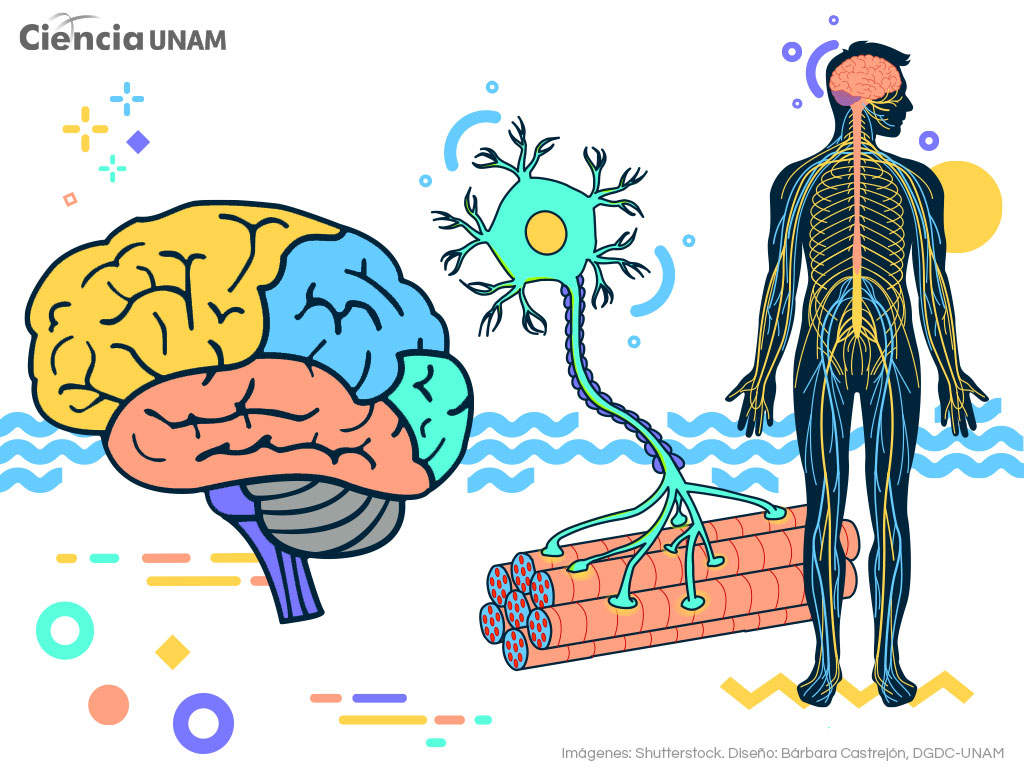 Ciencia UNAM
Imágenes: Shutterstock. Diseño: Bárbara Castrejón, DGDC-UNAM